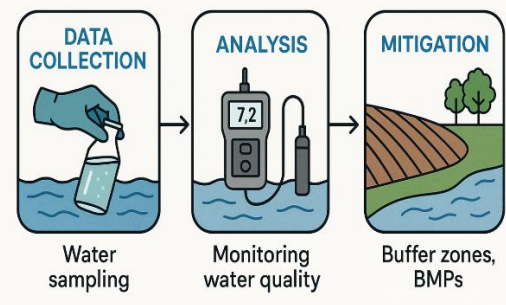 DATA
COLLECTION
Water
sampling
ANALYSIS
7,2
Monitoring
water quality
MITIGATION
Buffer zones,
BMPs